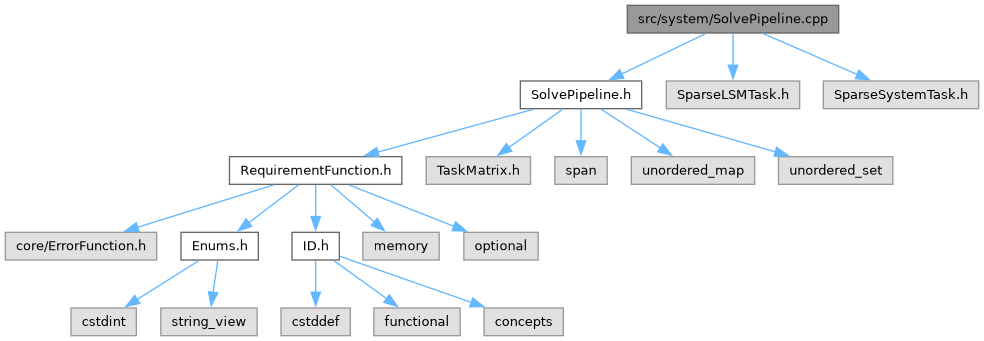 src/system/SolvePipeline.cpp
SolvePipeline.h
SparseLSMTask.h
SparseSystemTask.h
RequirementFunction.h
TaskMatrix.h
span
unordered_map
unordered_set
core/ErrorFunction.h
Enums.h
ID.h
memory
optional
cstdint
string_view
cstddef
functional
concepts